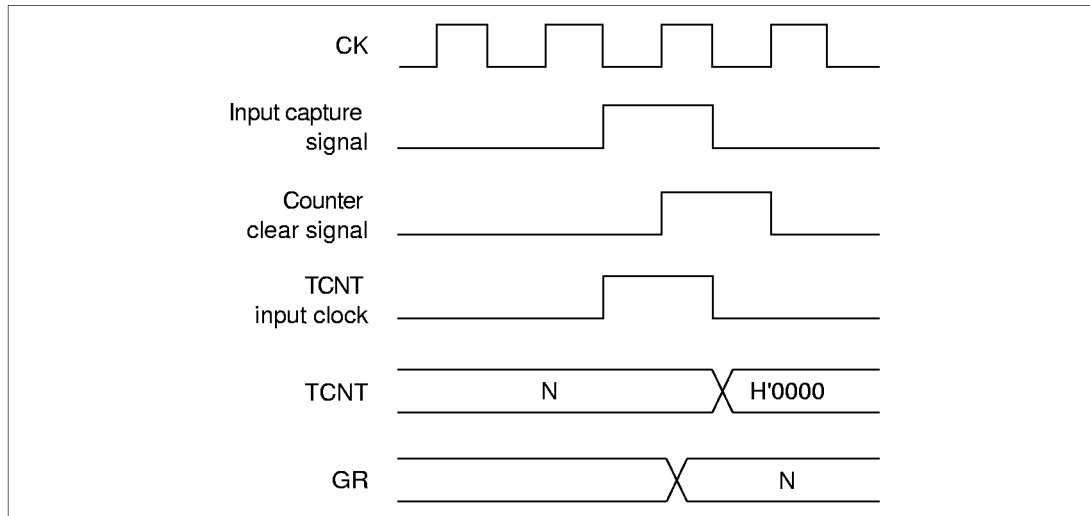 CK
Input capture
signal
Counter
clear signal
TCNT
input clock
TCNT N H'0000
GR N